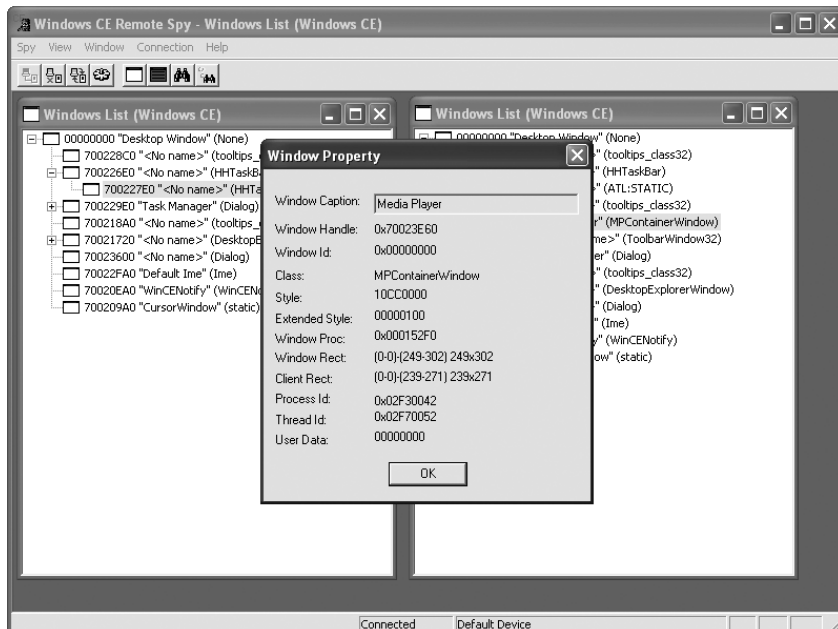 Windows CE Remote Spy - Windows List (Windows CE)
Spy View Window Connection Help
Windows List (Windows CE)
00000000 "Desktop Window" (None)
700228C0 "<No name>" (tooltips_
700226E0 "<No name>" (HHTaskBa
700227E0 "<No name>" (HHTa
700229E0 "Task Manager" (Dialog)
700218A0 "<No name>" (tooltips_
70021720 "<No name>" (DesktopE
70023600 "<No name>" (Dialog)
70022FA0 "Default Ime" (Ime)
70020EA0 "WinCENotify" (WinCENo
700209A0 "CursorWindow" (static)
Windows List (Windows CE)
00000000 "Desktop Window" (None)
>" (tooltips_class32)
>" (HHTaskBar)
>" (ATL:STATIC)
>" (tooltips_class32)
r" (MPContainerWindow)
me>" (ToolbarWindow32)
er" (Dialog)
>" (tooltips_class32)
>" (DesktopExplorerWindow)
" (Dialog)
" (Ime)
y" (WinCENotify)
ow" (static)
Window Property
Window Caption: Media Player
Window Handle: 0x70023E60
Window Id: 0x00000000
Class: MPContainerWindow
Style: 10CC0000
Extended Style: 00000100
Window Proc: 0x000152F0
Window Rect: (0-0)-(249-302) 249x302
Client Rect: (0-0)-(239-271) 239x271
Process Id: 0x02F30042
Thread Id: 0x02F70052
User Data: 00000000
OK
Connected Default Device